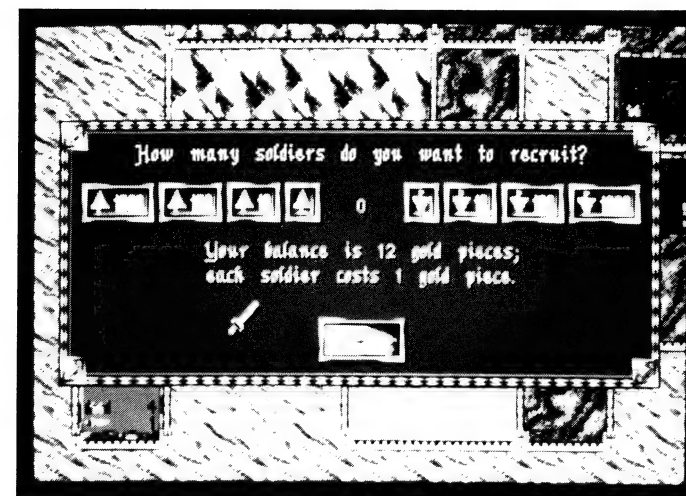 How many soldiers do you want to recruit?
0
Your balance is 12 gold pieces;
each soldier costs 1 gold piece.